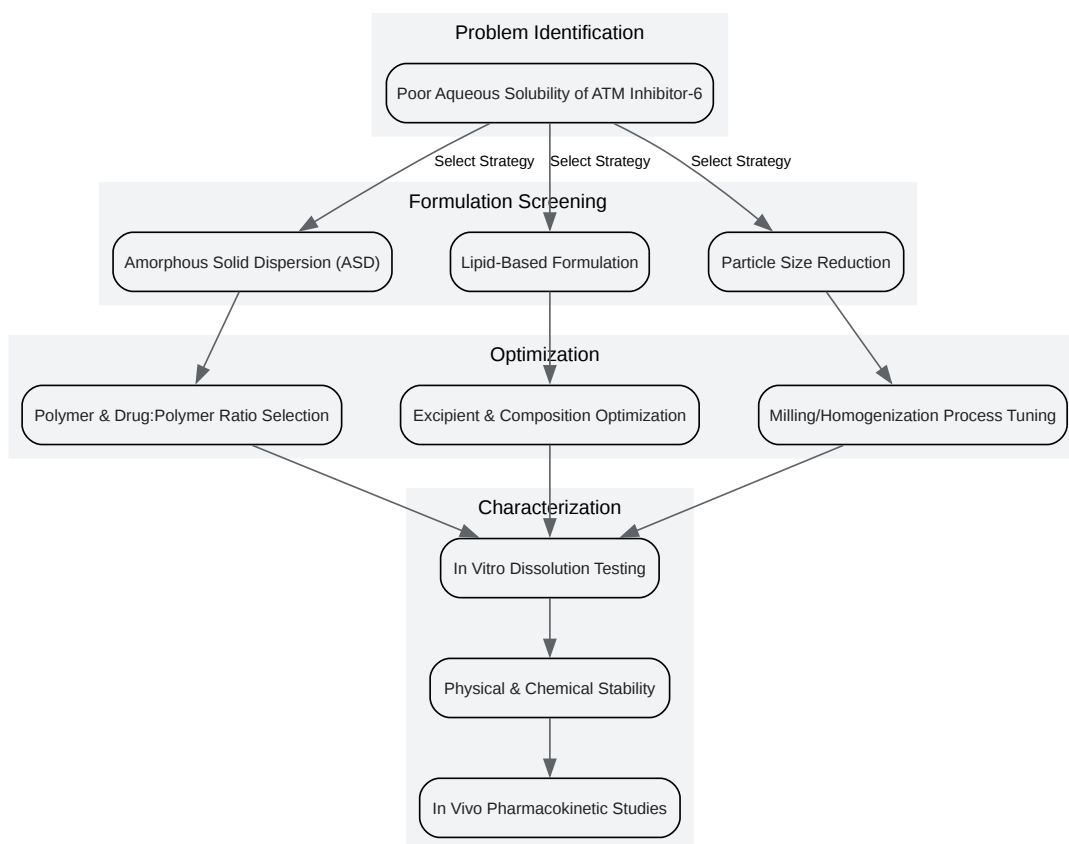 Problem Identification
Poor Aqueous Solubility of ATM Inhibitor-6
Select Strategy
Select Strategy
Select Strategy
Formulation Screening
Amorphous Solid Dispersion (ASD)
Lipid-Based Formulation
Particle Size Reduction
Optimization
Polymer & Drug:Polymer Ratio Selection
Excipient & Composition Optimization
Milling/Homogenization Process Tuning
Characterization
In Vitro Dissolution Testing
Physical & Chemical Stability
In Vivo Pharmacokinetic Studies